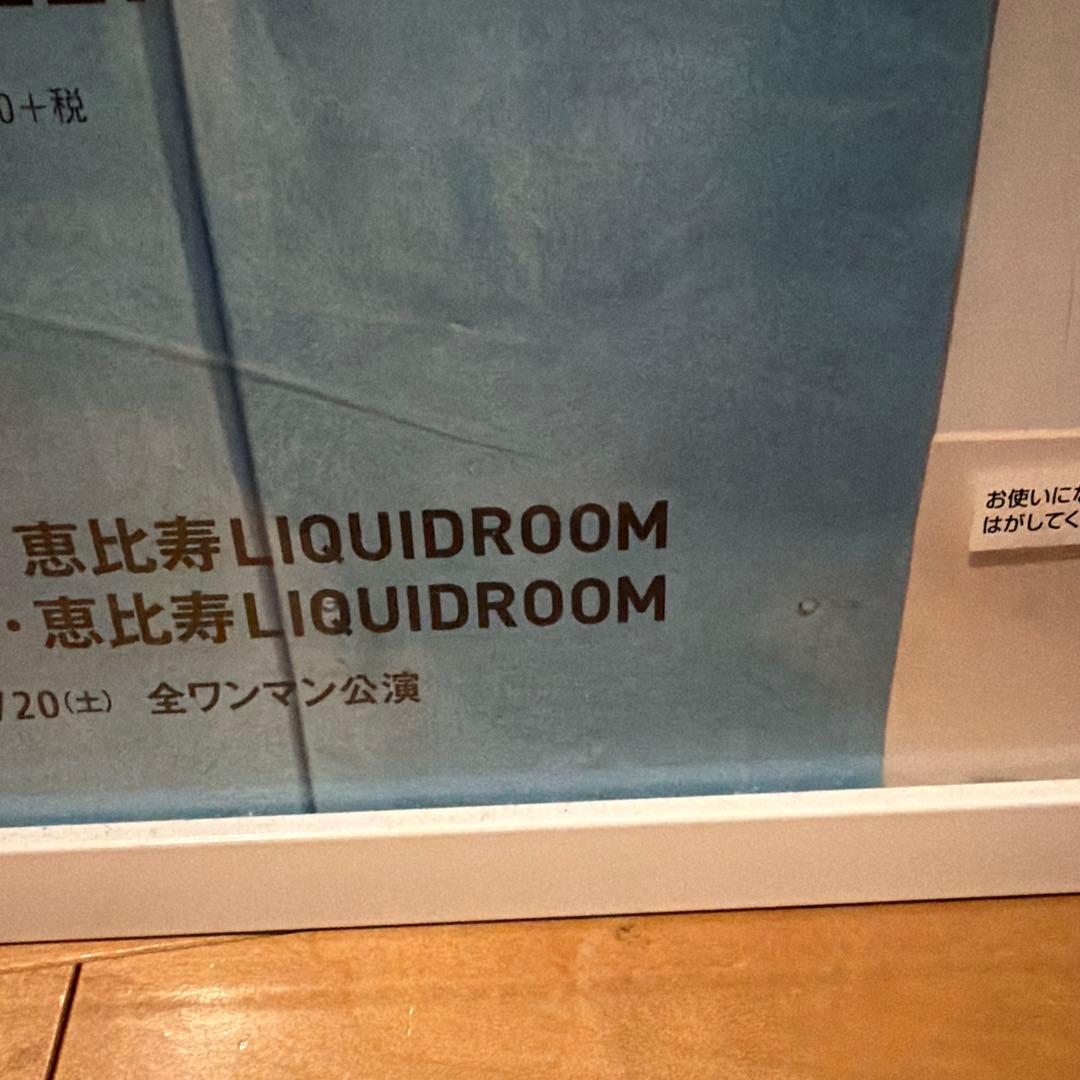 0+税
恵比寿LIQUIDROOM
・恵比寿LIQUIDROOM
/20(土) 全ワンマン公演
お使いにな
はがしてく